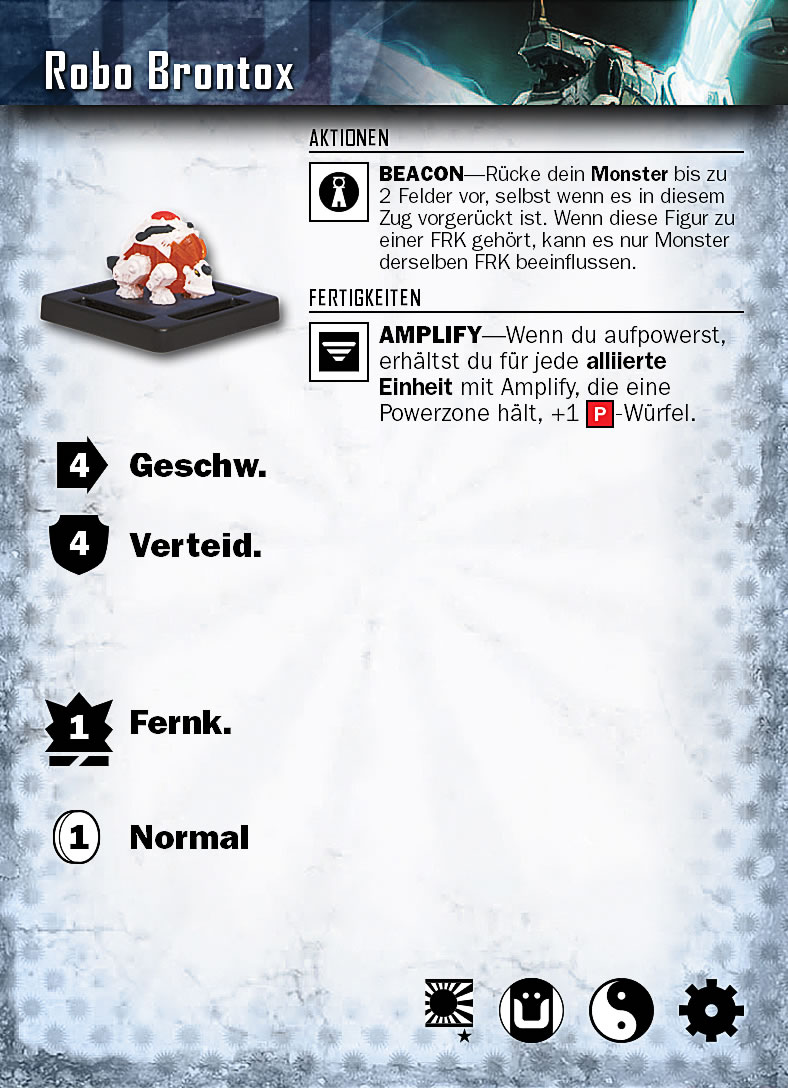 Robo Brontox
AKTIONEN
BEACON—Rücke dein Monster bis zu
2 Felder vor, selbst wenn es in diesem
Zug vorgerückt ist. Wenn diese Figur zu
einer FRK gehört, kann es nur Monster
derselben FRK beeinflussen.
FERTIGKEITEN
AMPLIFY—Wenn du aufpowerst,
erhältst du für jede alliierte
Einheit mit Amplify, die eine
Powerzone hält, +1 P-Würfel.
4 Geschw.
4 Verteid.
1 Fernk.
1 Normal